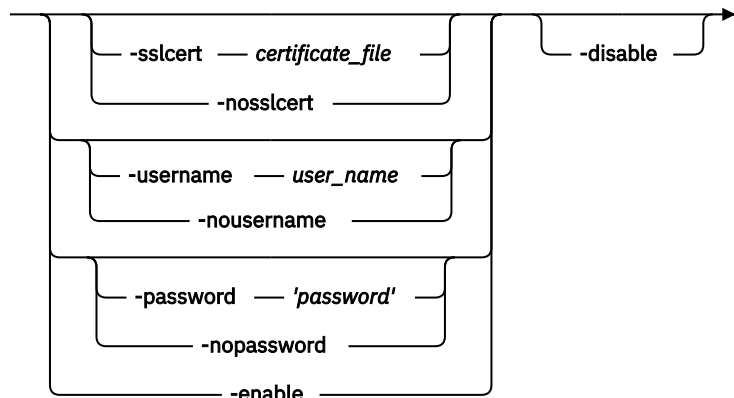 -sslcert certificate_file -disable
-nosslcert
-username user_name
-nousername
-password 'password'
-nopassword
-enable